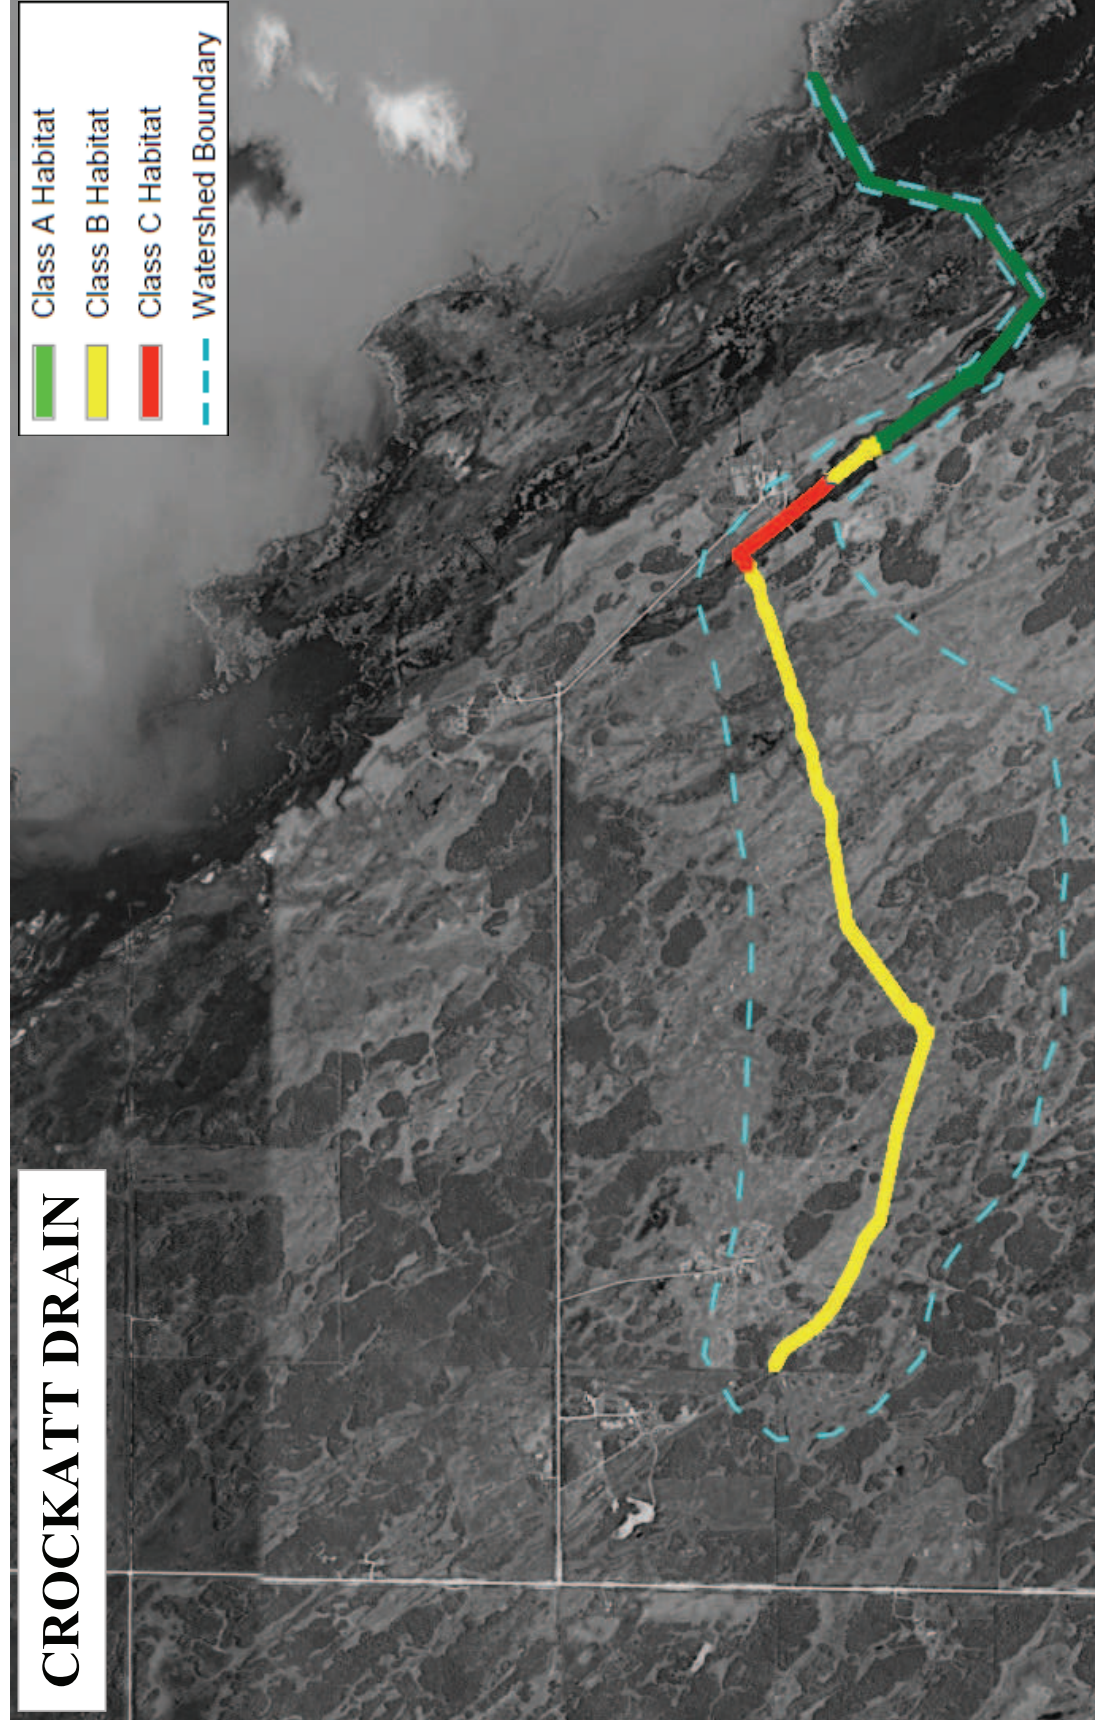 CROCKATT DRAIN
Class A Habitat
Class B Habitat
Class C Habitat
Watershed Boundary